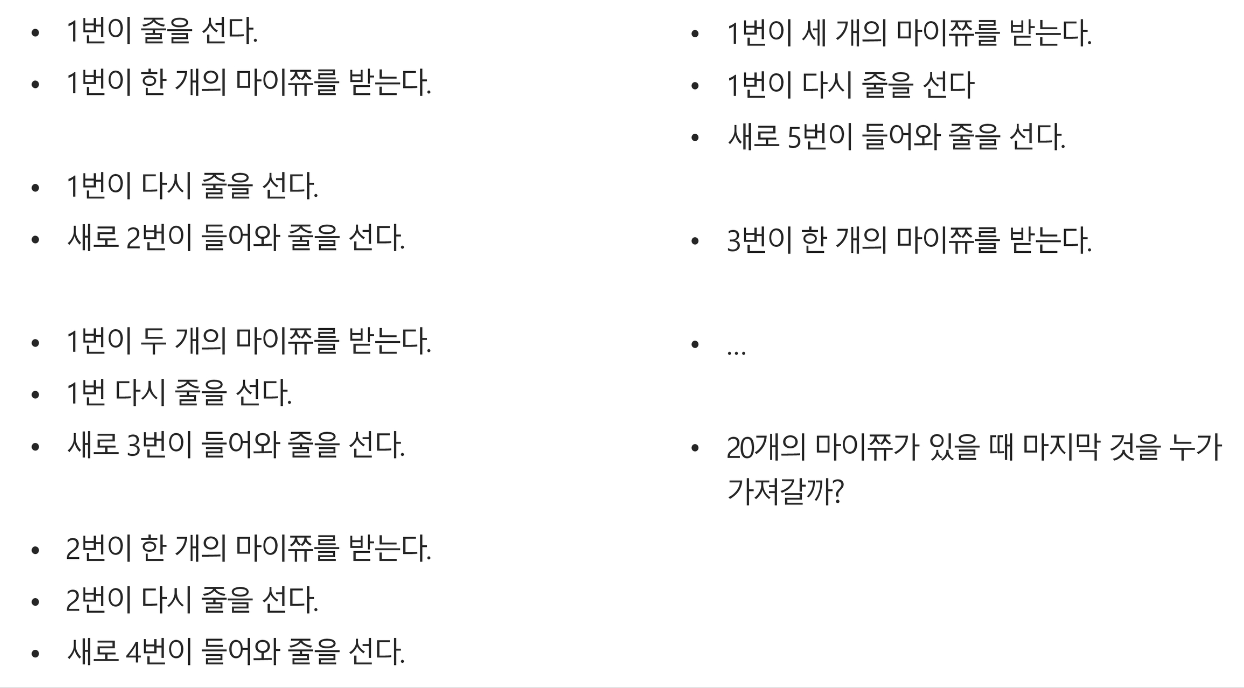 • 1번이 줄을 선다.
• 1번이 한 개의 마이쮸를 받는다.
• 1번이 다시 줄을 선다.
• 새로 2번이 들어와 줄을 선다.
• 1번이 두 개의 마이쮸를 받는다.
• 1번 다시 줄을 선다.
• 새로 3번이 들어와 줄을 선다.
• 2번이 한 개의 마이쮸를 받는다.
• 2번이 다시 줄을 선다.
• 새로 4번이 들어와 줄을 선다.
• 1번이 세 개의 마이쮸를 받는다.
• 1번이 다시 줄을 선다
• 새로 5번이 들어와 줄을 선다.
• 3번이 한 개의 마이쮸를 받는다.
• ...
• 20개의 마이쮸가 있을 때 마지막 것을 누가
가져갈까?